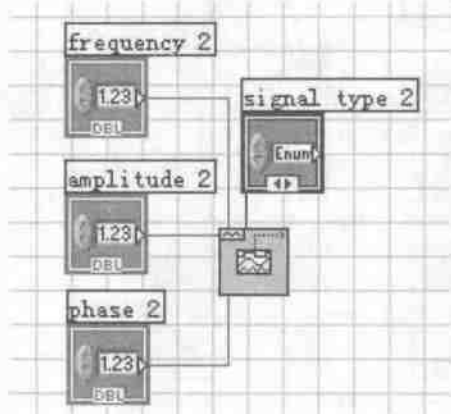 frequency 2
1.23
DBL
signal type 2
Enum
amplitude 2
1.23
DBL
phase 2
1.23
DBL